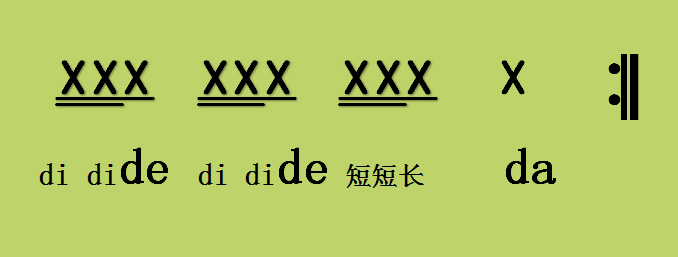 XXX XXX XXX X
di dide di dide 短短长 da